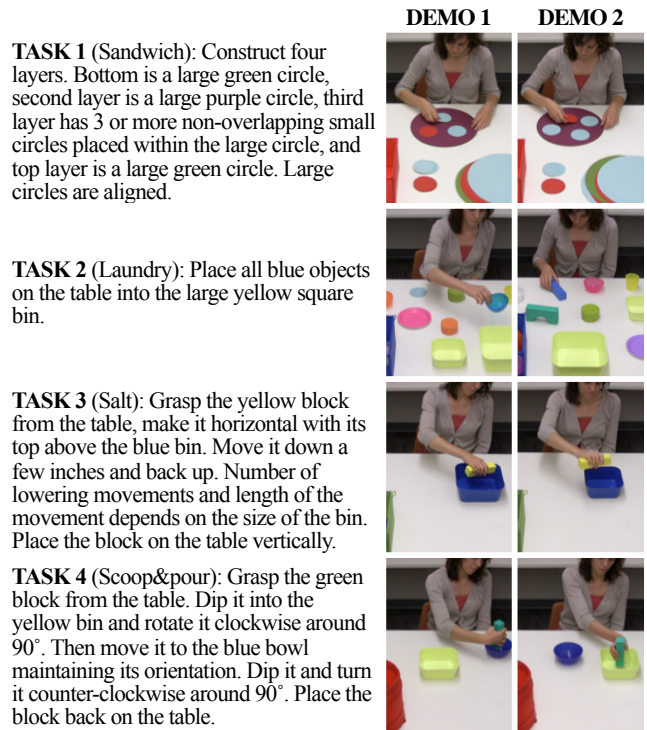 DEMO 1 DEMO 2
TASK 1 (Sandwich): Construct four
layers. Bottom is a large green circle,
second layer is a large purple circle, third
layer has 3 or more non-overlapping small
circles placed within the large circle, and
top layer is a large green circle. Large
circles are aligned.
TASK 2 (Laundry): Place all blue objects
on the table into the large yellow square
bin.
TASK 3 (Salt): Grasp the yellow block
from the table, make it horizontal with its
top above the blue bin. Move it down a
few inches and back up. Number of
lowering movements and length of the
movement depends on the size of the bin.
Place the block on the table vertically.
TASK 4 (Scoop&pour): Grasp the green
block from the table. Dip it into the
yellow bin and rotate it clockwise around
90˚. Then move it to the blue bowl
maintaining its orientation. Dip it and turn
it counter-clockwise around 90˚. Place the
block back on the table.